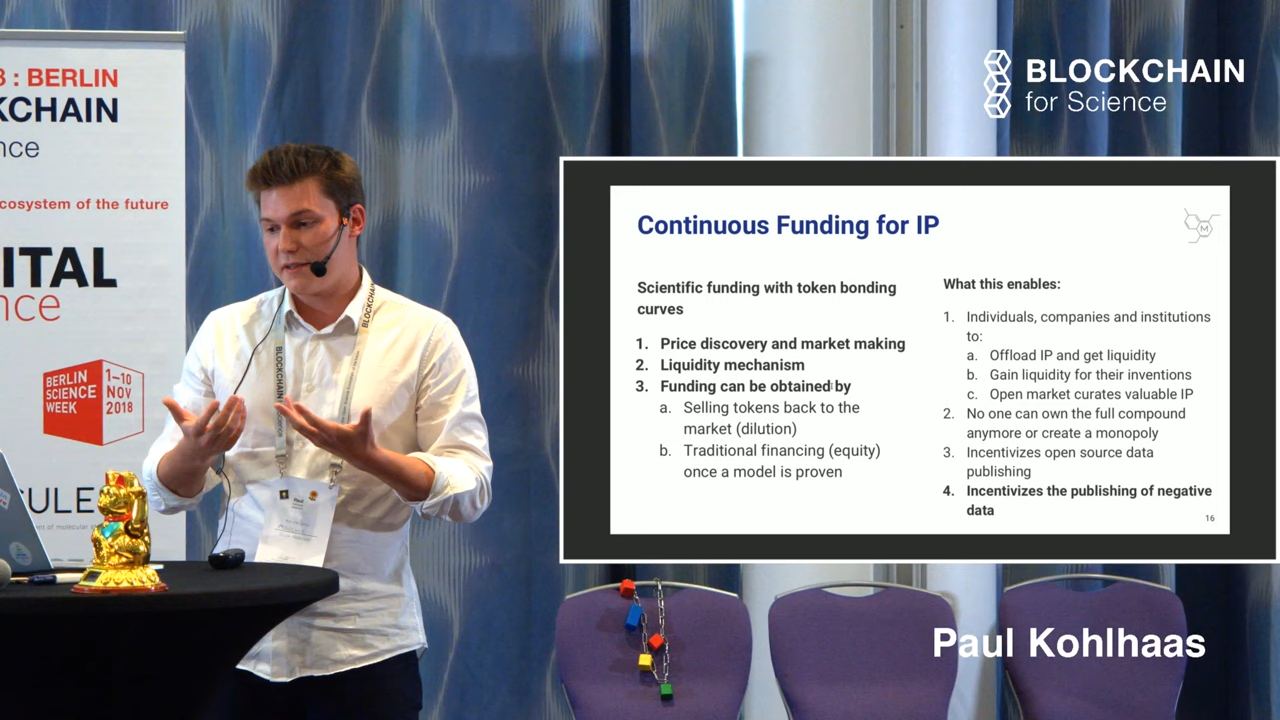 3 : BERLIN
KCHAIN
nce
cosystem of the future
ITAL
nce
BERLIN
SCIENCE
WEEK
1–10
NOV
2018
ULE
BLOCKCHAIN
BLOCKCHAIN
Paul
BLOCKCHAIN
for Science
Continuous Funding for IP
M
Scientific funding with token bonding
curves
1. Price discovery and market making
2. Liquidity mechanism
3. Funding can be obtained by
a. Selling tokens back to the
market (dilution)
b. Traditional financing (equity)
once a model is proven
What this enables:
1. Individuals, companies and institutions
to:
a. Offload IP and get liquidity
b. Gain liquidity for their inventions
c. Open market curates valuable IP
2. No one can own the full compound
anymore or create a monopoly
3. Incentivizes open source data
publishing
4. Incentivizes the publishing of negative
data
16
Paul Kohlhaas